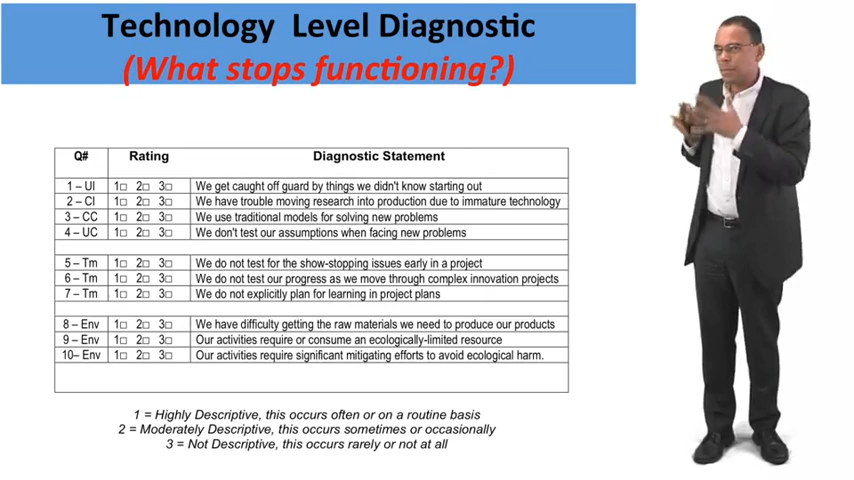 Technology Level Diagnostic
(What stops functioning?)
Q# Rating Diagnostic Statement
1 – UI 1□ 2□ 3□ We get caught off guard by things we didn't know starting out
2 – CI 1□ 2□ 3□ We have trouble moving research into production due to immature technology
3 – CC 1□ 2□ 3□ We use traditional models for solving new problems
4 – UC 1□ 2□ 3□ We don't test our assumptions when facing new problems
5 – Tm 1□ 2□ 3□ We do not test for the show-stopping issues early in a project
6 – Tm 1□ 2□ 3□ We do not test our progress as we move through complex innovation projects
7 – Tm 1□ 2□ 3□ We do not explicitly plan for learning in project plans
8 – Env 1□ 2□ 3□ We have difficulty getting the raw materials we need to produce our products
9 – Env 1□ 2□ 3□ Our activities require or consume an ecologically-limited resource
10– Env 1□ 2□ 3□ Our activities require significant mitigating efforts to avoid ecological harm.
1 = Highly Descriptive, this occurs often or on a routine basis
2 = Moderately Descriptive, this occurs sometimes or occasionally
3 = Not Descriptive, this occurs rarely or not at all